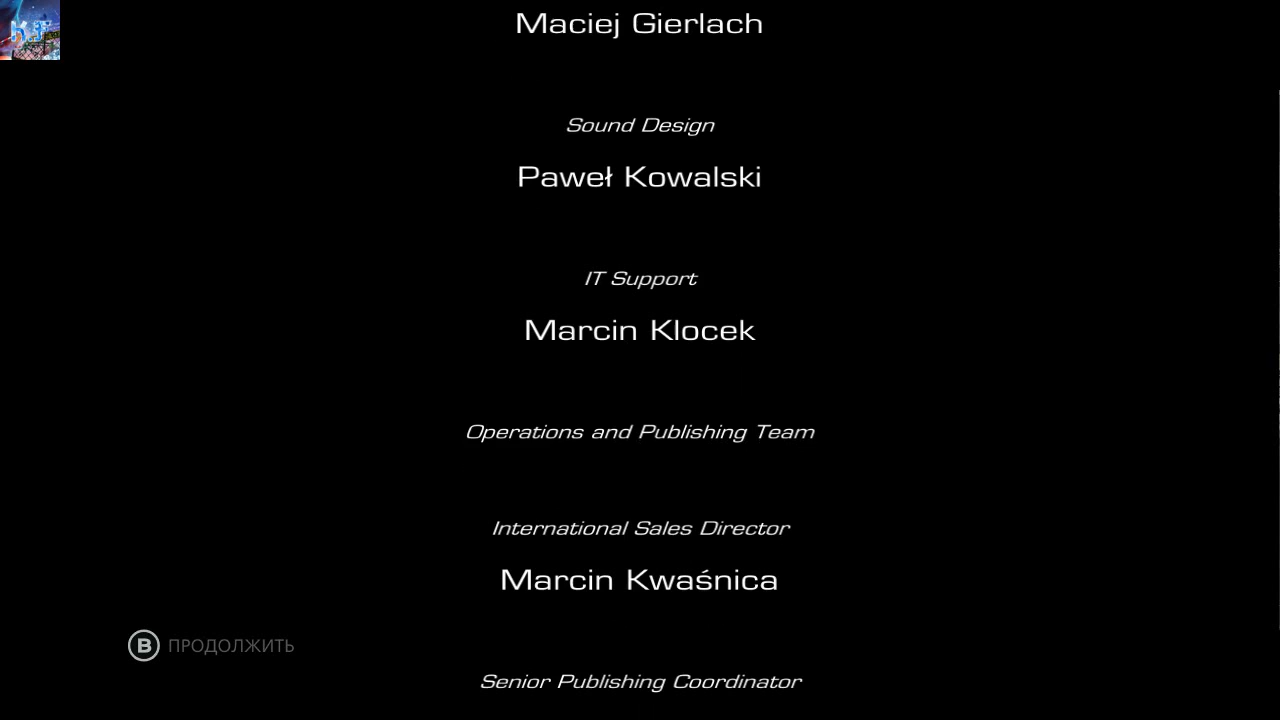 KF
Maciej Gierlach
Sound Design
Paweł Kowalski
IT Support
Marcin Klocek
Operations and Publishing Team
International Sales Director
Marcin Kwaśnica
B ПРОДОЛЖИТЬ
Senior Publishing Coordinator